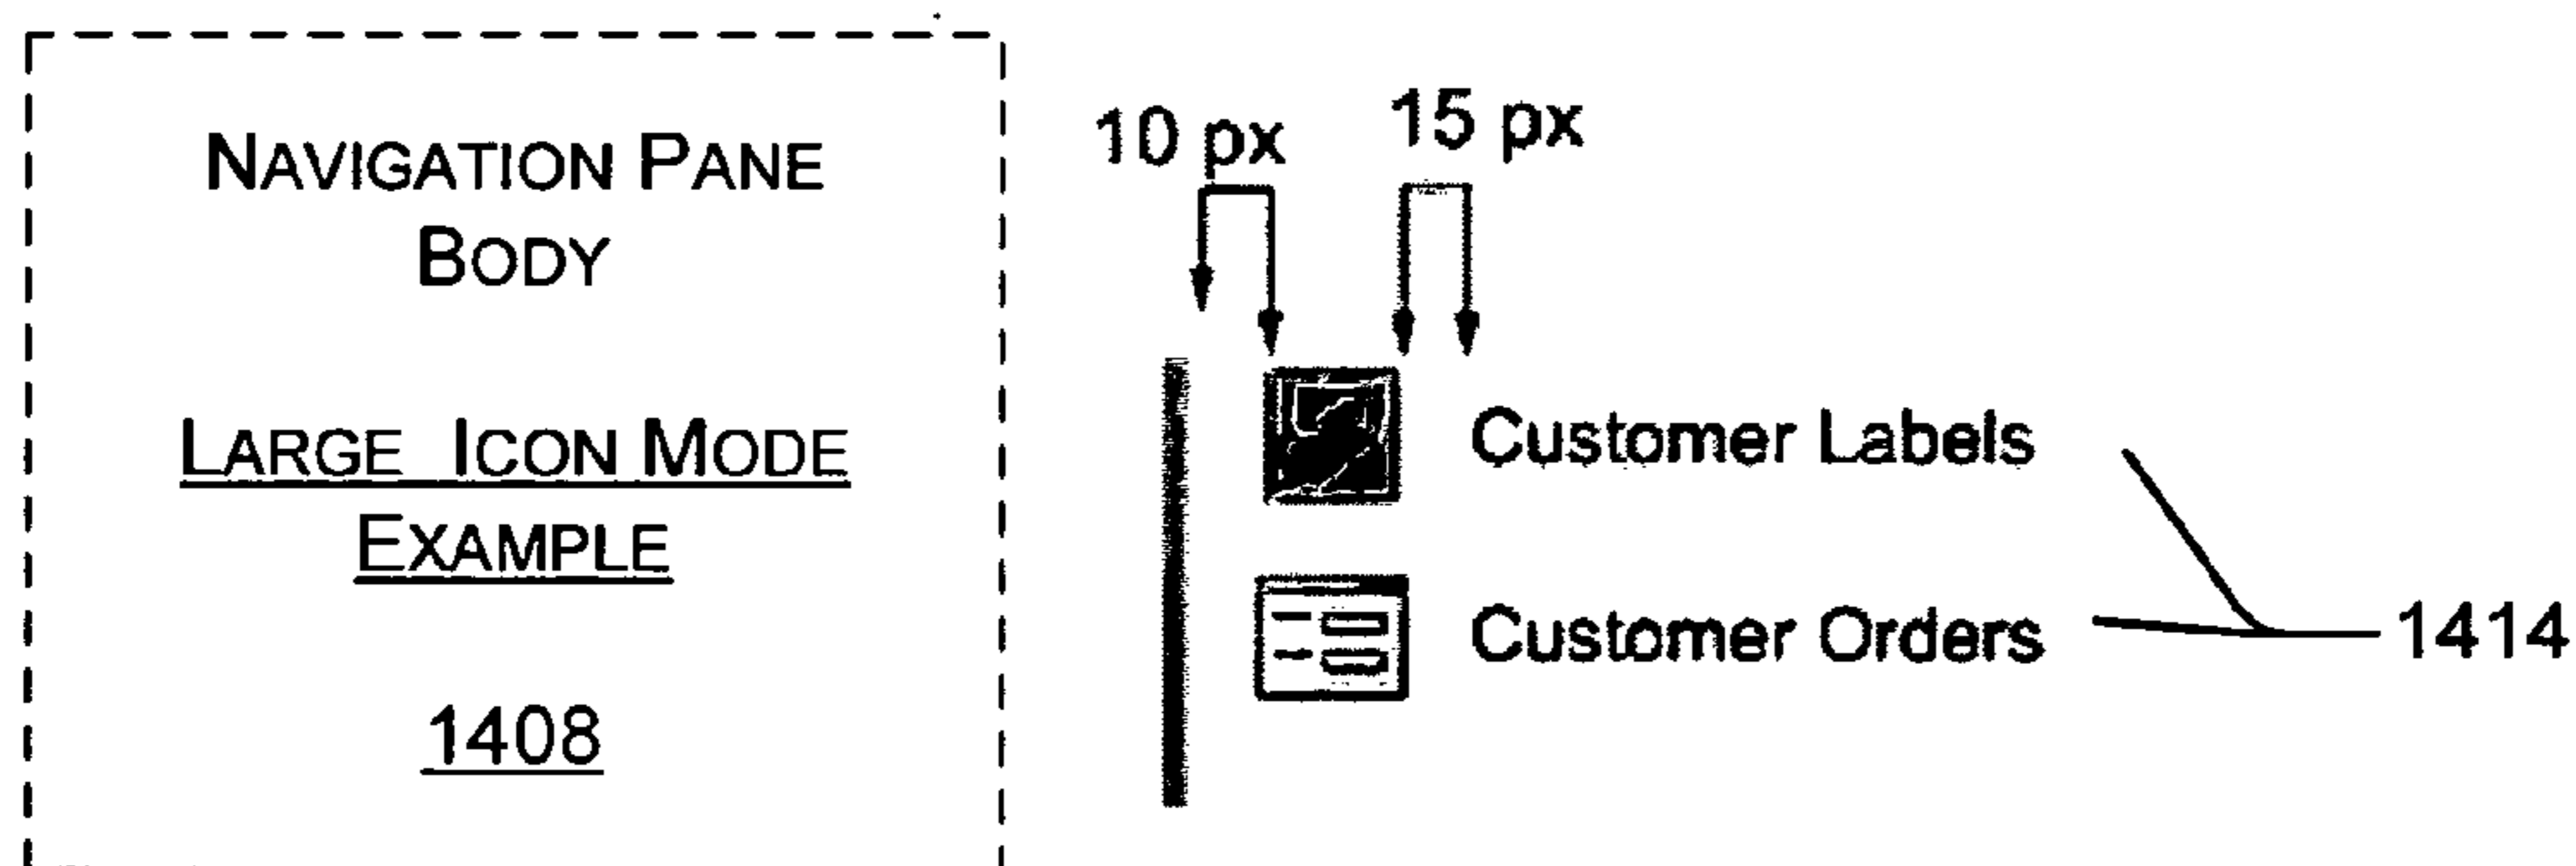 NAVIGATION PANE
BODY
LARGE ICON MODE
EXAMPLE
1408
10 px
15 px
Customer Labels
Customer Orders
1414